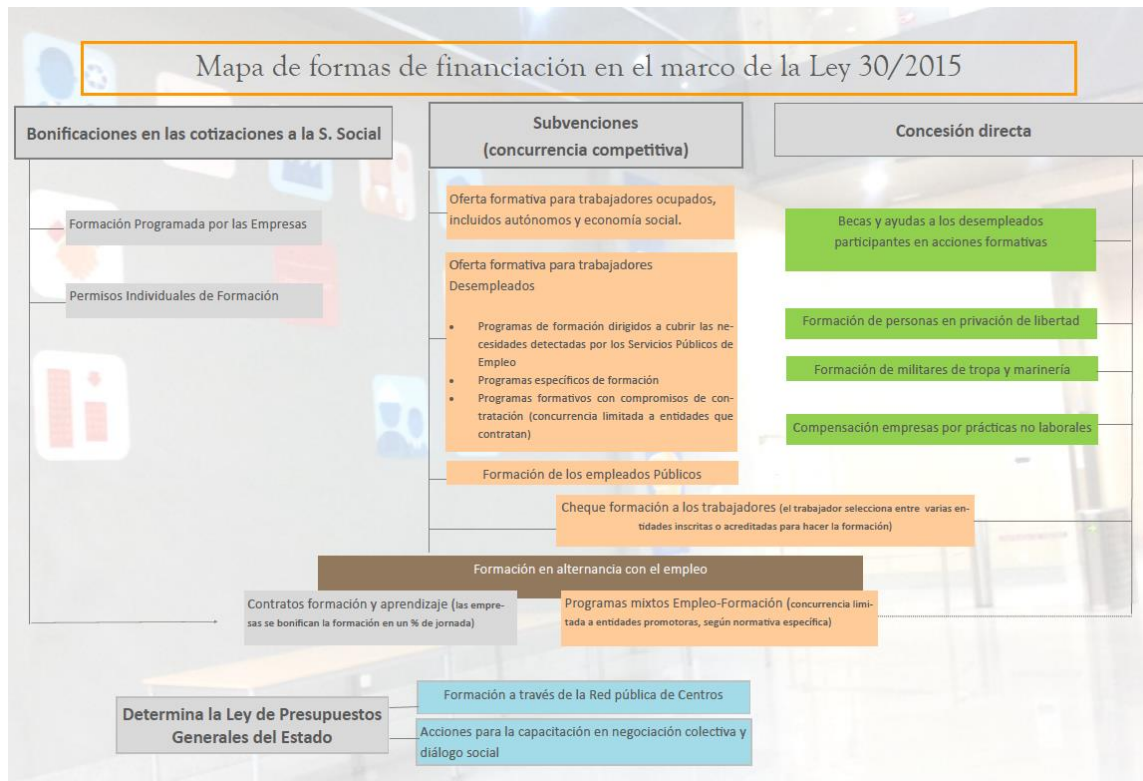 Mapa de formas de financiación en el marco de la Ley 30/2015
Bonificaciones en las cotizaciones a la S. Social
Formación Programada por las Empresas
Permisos Individuales de Formación
Subvenciones
(concurrencia competitiva)
Oferta formativa para trabajadores ocupados,
incluidos autónomos y economía social.
Oferta formativa para trabajadores
Desempleados
• Programas de formación dirigidos a cubrir las ne-
cesidades detectadas por los Servicios Públicos de
Empleo
• Programas específicos de formación
• Programas formativos con compromisos de con-
tratación (concurrencia limitada a entidades que
contratan)
Formación de los empleados Públicos
Concesión directa
Becas y ayudas a los desempleados
participantes en acciones formativas
Formación de personas en privación de libertad
Formación de militares de tropa y marinería
Compensación empresas por prácticas no laborales
Cheque formación a los trabajadores (el trabajador selecciona entre varias en-
tidades inscritas o acreditadas para hacer la formación)
Formación en alternancia con el empleo
Contratos formación y aprendizaje (las empre-
sas se bonifican la formación en un % de jornada)
Programas mixtos Empleo-Formación (concurrencia limi-
tada a entidades promotoras, según normativa específica)
Determina la Ley de Presupuestos
Generales del Estado
Formación a través de la Red pública de Centros
Acciones para la capacitación en negociación colectiva y
diálogo social